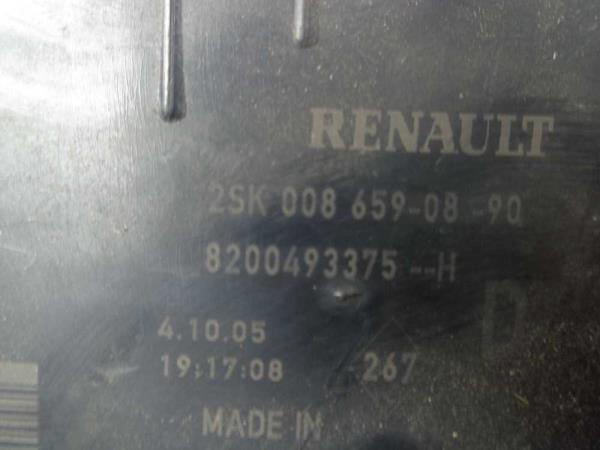 RENAULT
2SK 008 659-08 -90
8200493375--H
D
4.10.05
19:17:08 267
MADE IN